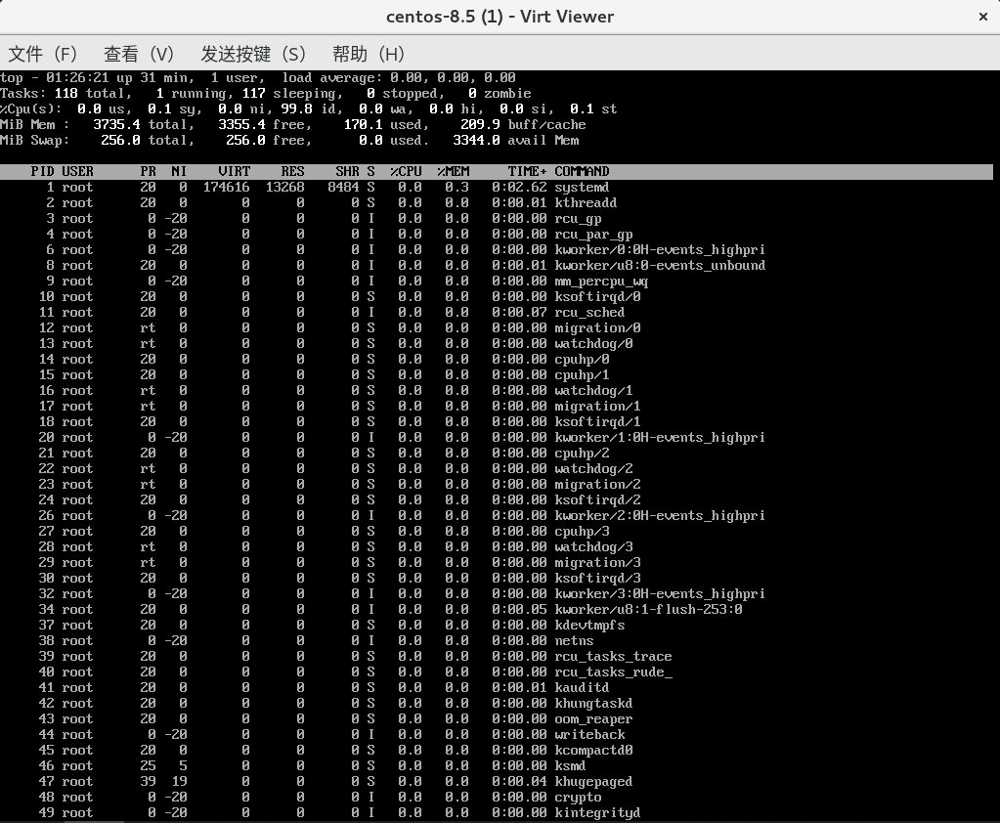 centos-8.5 (1) - Virt Viewer ×
文件（F） 查看（V） 发送按键（S） 帮助（H）
top - 01:26:21 up 31 min,  1 user,  load average: 0.00, 0.00, 0.00
Tasks: 118 total,   1 running, 117 sleeping,   0 stopped,   0 zombie
%Cpu(s):  0.0 us,  0.1 sy,  0.0 ni, 99.8 id,  0.0 wa,  0.0 hi,  0.0 si,  0.1 st
MiB Mem :   3735.4 total,   3355.4 free,    170.1 used,    209.9 buff/cache
MiB Swap:    256.0 total,    256.0 free,      0.0 used.   3344.0 avail Mem
PID USER PR NI VIRT RES SHR S %CPU %MEM TIME+ COMMAND
1 root 20 0 174616 13268 8484 S 0.0 0.3 0:02.62 systemd
2 root 20 0 0 0 0 S 0.0 0.0 0:00.01 kthreadd
3 root 0 -20 0 0 0 I 0.0 0.0 0:00.00 rcu_gp
4 root 0 -20 0 0 0 I 0.0 0.0 0:00.00 rcu_par_gp
6 root 0 -20 0 0 0 I 0.0 0.0 0:00.00 kworker/0:0H-events_highpri
8 root 20 0 0 0 0 I 0.0 0.0 0:00.01 kworker/u8:0-events_unbound
9 root 0 -20 0 0 0 I 0.0 0.0 0:00.00 mm_percpu_wq
10 root 20 0 0 0 0 S 0.0 0.0 0:00.00 ksoftirqd/0
11 root 20 0 0 0 0 I 0.0 0.0 0:00.07 rcu_sched
12 root rt 0 0 0 0 S 0.0 0.0 0:00.00 migration/0
13 root rt 0 0 0 0 S 0.0 0.0 0:00.00 watchdog/0
14 root 20 0 0 0 0 S 0.0 0.0 0:00.00 cpuhp/0
15 root 20 0 0 0 0 S 0.0 0.0 0:00.00 cpuhp/1
16 root rt 0 0 0 0 S 0.0 0.0 0:00.00 watchdog/1
17 root rt 0 0 0 0 S 0.0 0.0 0:00.00 migration/1
18 root 20 0 0 0 0 S 0.0 0.0 0:00.00 ksoftirqd/1
20 root 0 -20 0 0 0 I 0.0 0.0 0:00.00 kworker/1:0H-events_highpri
21 root 20 0 0 0 0 S 0.0 0.0 0:00.00 cpuhp/2
22 root rt 0 0 0 0 S 0.0 0.0 0:00.00 watchdog/2
23 root rt 0 0 0 0 S 0.0 0.0 0:00.00 migration/2
24 root 20 0 0 0 0 S 0.0 0.0 0:00.00 ksoftirqd/2
26 root 0 -20 0 0 0 I 0.0 0.0 0:00.00 kworker/2:0H-events_highpri
27 root 20 0 0 0 0 S 0.0 0.0 0:00.00 cpuhp/3
28 root rt 0 0 0 0 S 0.0 0.0 0:00.00 watchdog/3
29 root rt 0 0 0 0 S 0.0 0.0 0:00.00 migration/3
30 root 20 0 0 0 0 S 0.0 0.0 0:00.00 ksoftirqd/3
32 root 0 -20 0 0 0 I 0.0 0.0 0:00.00 kworker/3:0H-events_highpri
34 root 20 0 0 0 0 I 0.0 0.0 0:00.05 kworker/u8:1-flush-253:0
37 root 20 0 0 0 0 S 0.0 0.0 0:00.00 kdevtmpfs
38 root 0 -20 0 0 0 I 0.0 0.0 0:00.00 netns
39 root 20 0 0 0 0 S 0.0 0.0 0:00.00 rcu_tasks_trace
40 root 20 0 0 0 0 S 0.0 0.0 0:00.00 rcu_tasks_rude_
41 root 20 0 0 0 0 S 0.0 0.0 0:00.01 kauditd
42 root 20 0 0 0 0 S 0.0 0.0 0:00.00 khungtaskd
43 root 20 0 0 0 0 S 0.0 0.0 0:00.00 oom_reaper
44 root 0 -20 0 0 0 I 0.0 0.0 0:00.00 writeback
45 root 20 0 0 0 0 S 0.0 0.0 0:00.00 kcompactd0
46 root 25 5 0 0 0 S 0.0 0.0 0:00.00 ksmd
47 root 39 19 0 0 0 S 0.0 0.0 0:00.04 khugepaged
48 root 0 -20 0 0 0 I 0.0 0.0 0:00.00 crypto
49 root 0 -20 0 0 0 I 0.0 0.0 0:00.00 kintegrityd